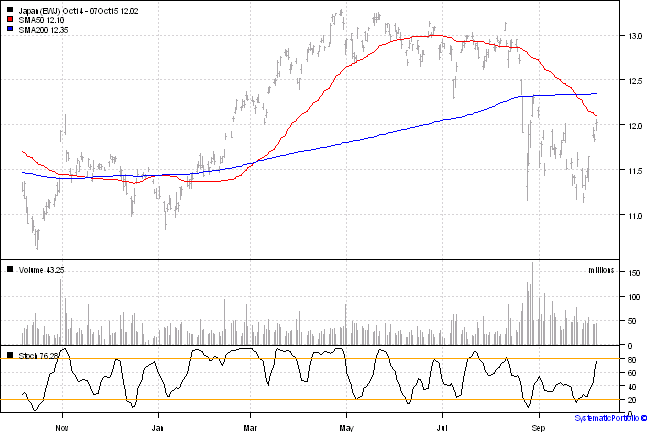 Japan (EWJ) Oct14 - 07Oct15 12.02
SMA50 12.10
SMA200 12.35
13.0
12.5
12.0
11.5
11.0
Volume 43.25
millions
150
100
50
0
Stoch 76.28
80
60
40
20
0
Nov
Jan
Mar
May
Jul
Sep
SystematicPortfolio ©